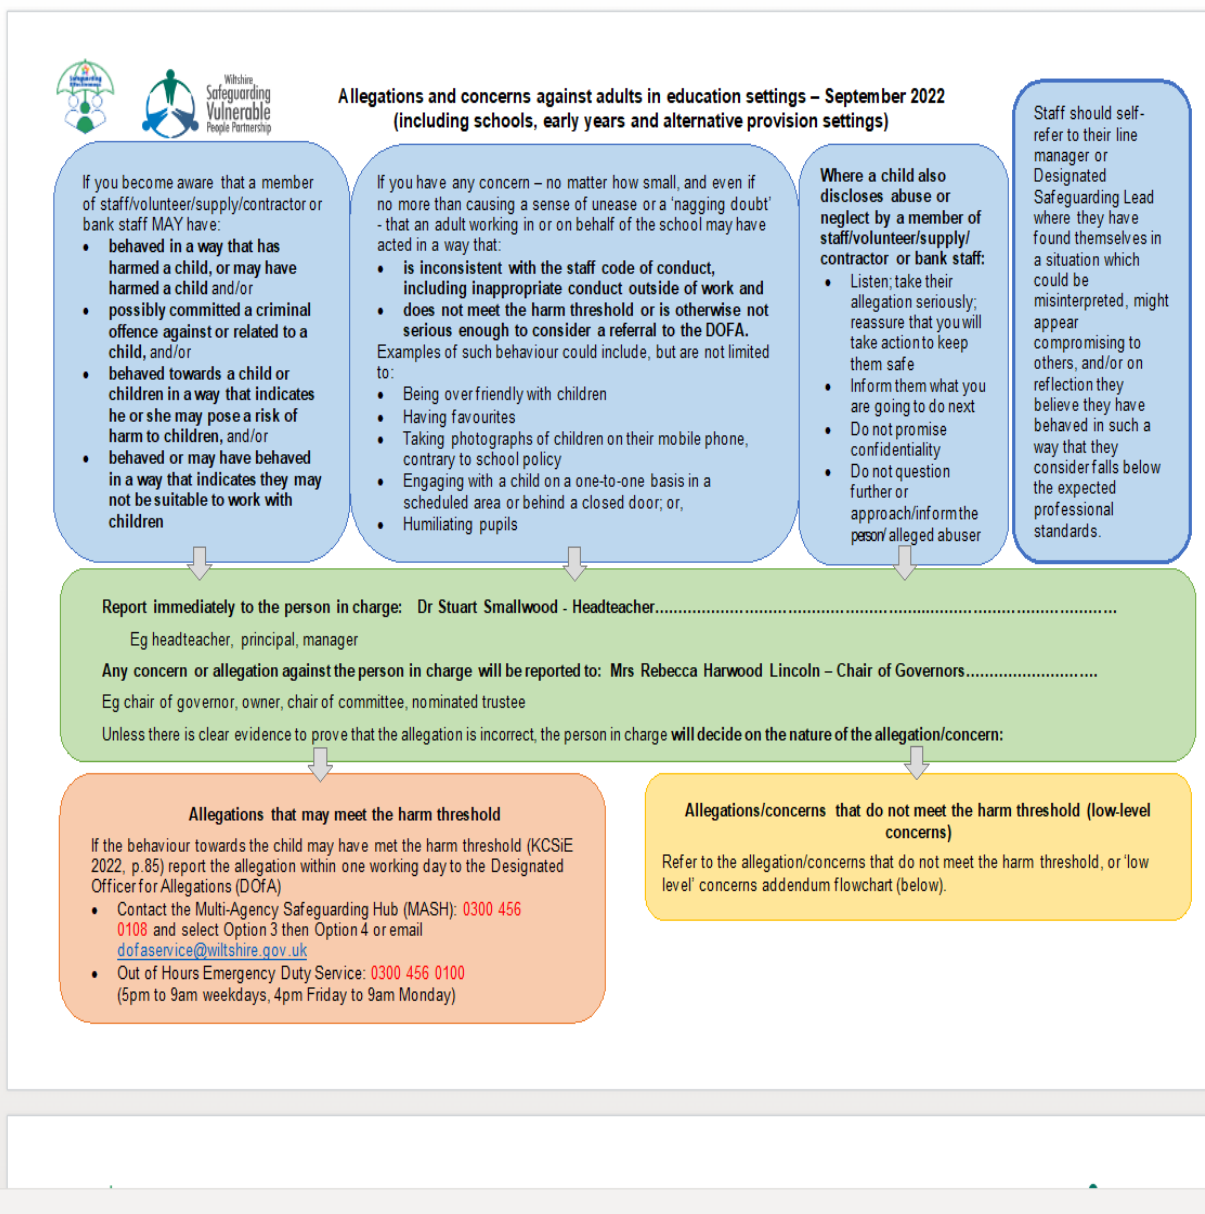 Safeguarding
Effectiveness
Wiltshire
Safeguarding
Vulnerable
People Partnership
Allegations and concerns against adults in education settings – September 2022
(including schools, early years and alternative provision settings)
If you become aware that a member
of staff/volunteer/supply/contractor or
bank staff MAY have:
• behaved in a way that has
harmed a child, or may have
harmed a child and/or
• possibly committed a criminal
offence against or related to a
child, and/or
• behaved towards a child or
children in a way that indicates
he or she may pose a risk of
harm to children, and/or
• behaved or may have behaved
in a way that indicates they may
not be suitable to work with
children
If you have any concern – no matter how small, and even if
no more than causing a sense of unease or a ‘nagging doubt’
- that an adult working in or on behalf of the school may have
acted in a way that:
• is inconsistent with the staff code of conduct,
including inappropriate conduct outside of work and
• does not meet the harm threshold or is otherwise not
serious enough to consider a referral to the DOFA.
Examples of such behaviour could include, but are not limited
to:
• Being over friendly with children
• Having favourites
• Taking photographs of children on their mobile phone,
contrary to school policy
• Engaging with a child on a one-to-one basis in a
scheduled area or behind a closed door; or,
• Humiliating pupils
Where a child also
discloses abuse or
neglect by a member of
staff/volunteer/supply/
contractor or bank staff:
• Listen; take their
allegation seriously;
reassure that you will
take action to keep
them safe
• Inform them what you
are going to do next
• Do not promise
confidentiality
• Do not question
further or
approach/inform the
person/ alleged abuser
Staff should self-
refer to their line
manager or
Designated
Safeguarding Lead
where they have
found themselves in
a situation which
could be
misinterpreted, might
appear
compromising to
others, and/or on
reflection they
believe they have
behaved in such a
way that they
consider falls below
the expected
professional
standards.
Report immediately to the person in charge: Dr Stuart Smallwood - Headteacher……………………………………………………………………………………
Eg headteacher, principal, manager
Any concern or allegation against the person in charge will be reported to: Mrs Rebecca Harwood Lincoln – Chair of Governors……………………….
Eg chair of governor, owner, chair of committee, nominated trustee
Unless there is clear evidence to prove that the allegation is incorrect, the person in charge will decide on the nature of the allegation/concern:
Allegations that may meet the harm threshold
If the behaviour towards the child may have met the harm threshold (KCSiE
2022, p.85) report the allegation within one working day to the Designated
Officer for Allegations (DOfA)
• Contact the Multi-Agency Safeguarding Hub (MASH): 0300 456
0108 and select Option 3 then Option 4 or email
dofaservice@wiltshire.gov.uk
• Out of Hours Emergency Duty Service: 0300 456 0100
(5pm to 9am weekdays, 4pm Friday to 9am Monday)
Allegations/concerns that do not meet the harm threshold (low-level
concerns)
Refer to the allegation/concerns that do not meet the harm threshold, or ‘low
level’ concerns addendum flowchart (below).